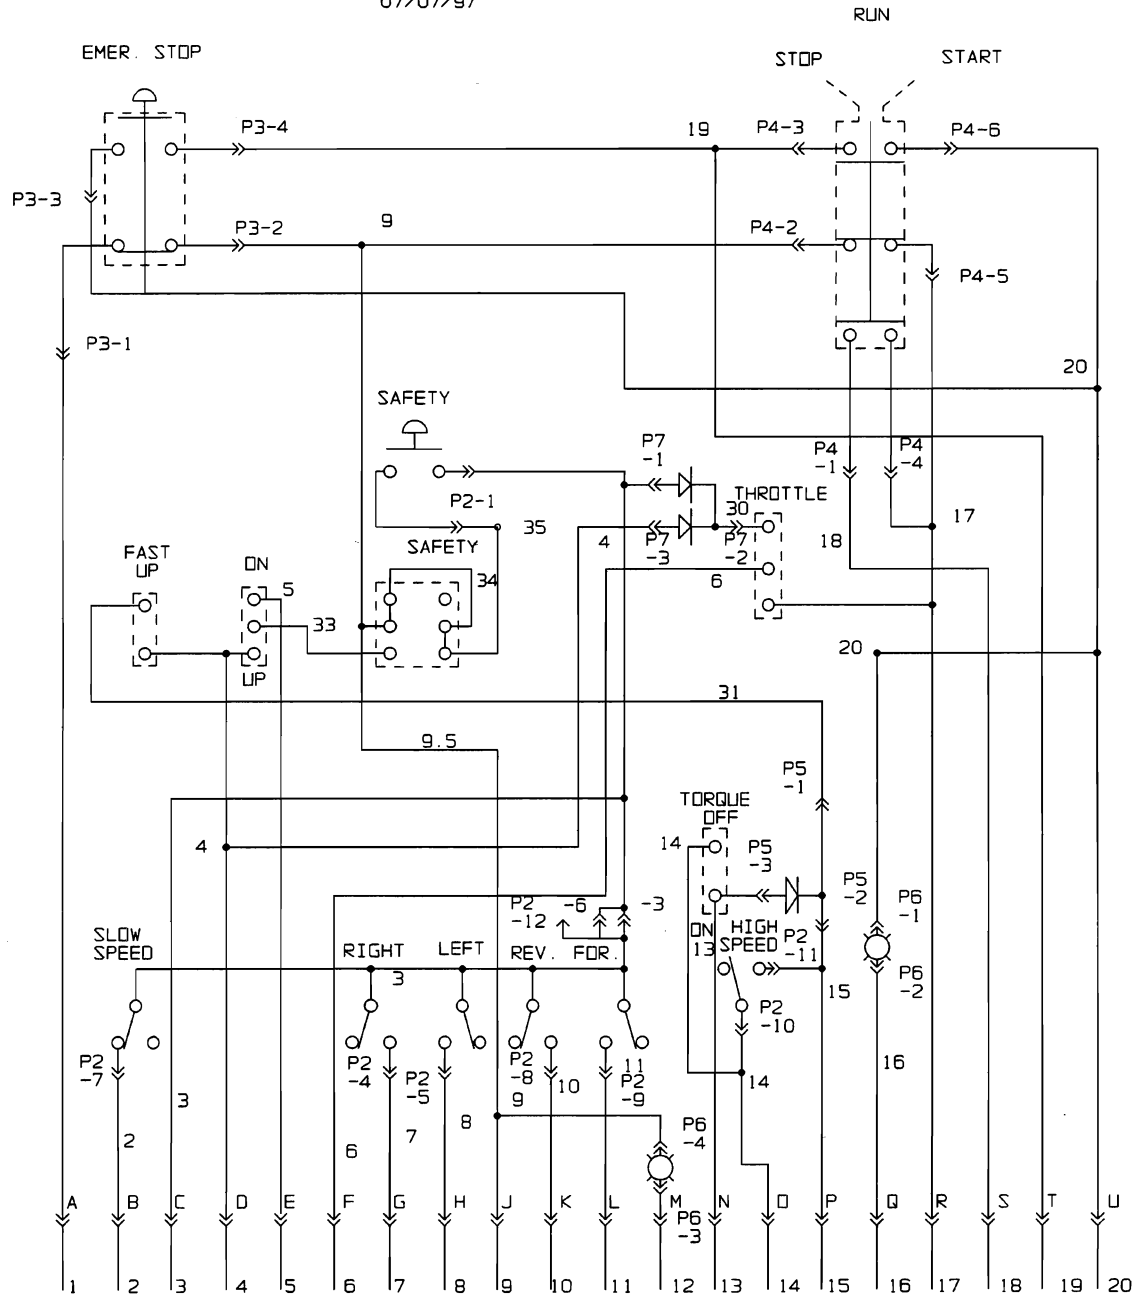 07/07/97
RUN
EMER. STOP
STOP
START
P3-4
19
P4-3
P4-6
P3-3
P3-2
9
P4-2
P4-5
P3-1
20
SAFETY
P7
-1
P4
-1
P4
-4
THROTTLE
P2-1
30
35
4
17
P7
-3
P7
-2
18
SAFETY
FAST
UP
ON
5
34
6
33
20
UP
31
9.5
P5
-1
TORQUE
OFF
4
14
P5
-3
P5
-2
P2
-12
-6
-3
P6
-1
SLOW
SPEED
RIGHT
LEFT
REV.
FOR.
ON
13
HIGH
SPEED
P2
-11
3
P6
-2
15
P2
-10
P2
-7
P2
-4
P2
-5
P2
-8
11
P2
-9
10
16
14
3
9
2
7
8
6
P6
-4
A
B
C
D
E
F
G
H
J
K
L
M
N
O
P
Q
R
S
T
U
P6
-3
1
2
3
4
5
6
7
8
9
10
11
12
13
14
15
16
17
18
19
20